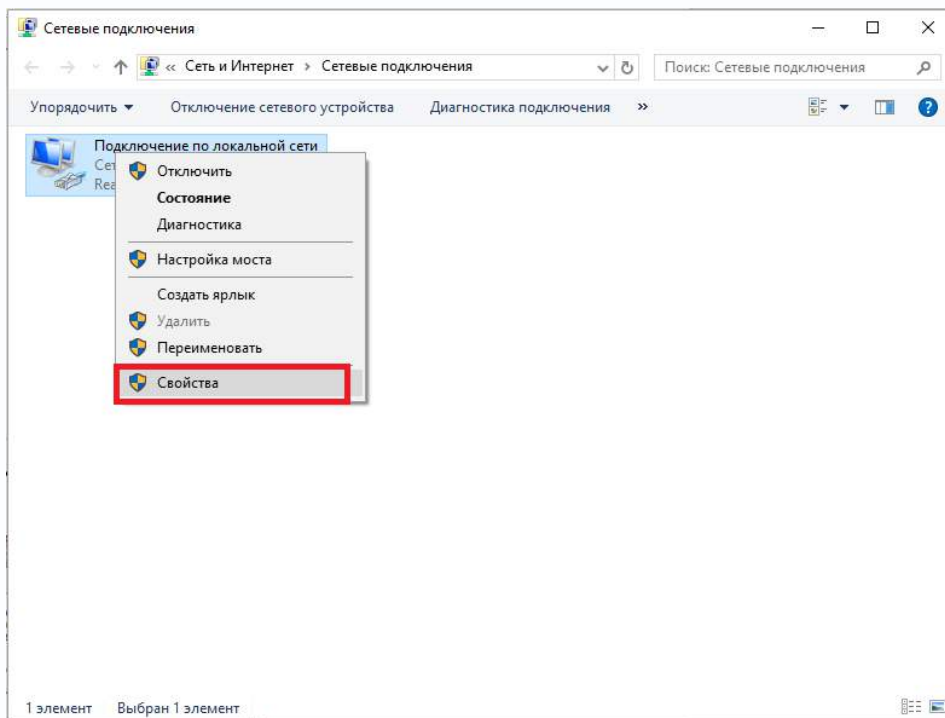 Сетевые подключения
« Сеть и Интернет › Сетевые подключения
Поиск: Сетевые подключения
Упорядочить
Отключение сетевого устройства
Диагностика подключения
»
Подключение по локальной сети
Отключить
Состояние
Диагностика
Настройка моста
Создать ярлык
Удалить
Переименовать
Свойства
1 элемент
Выбран 1 элемент